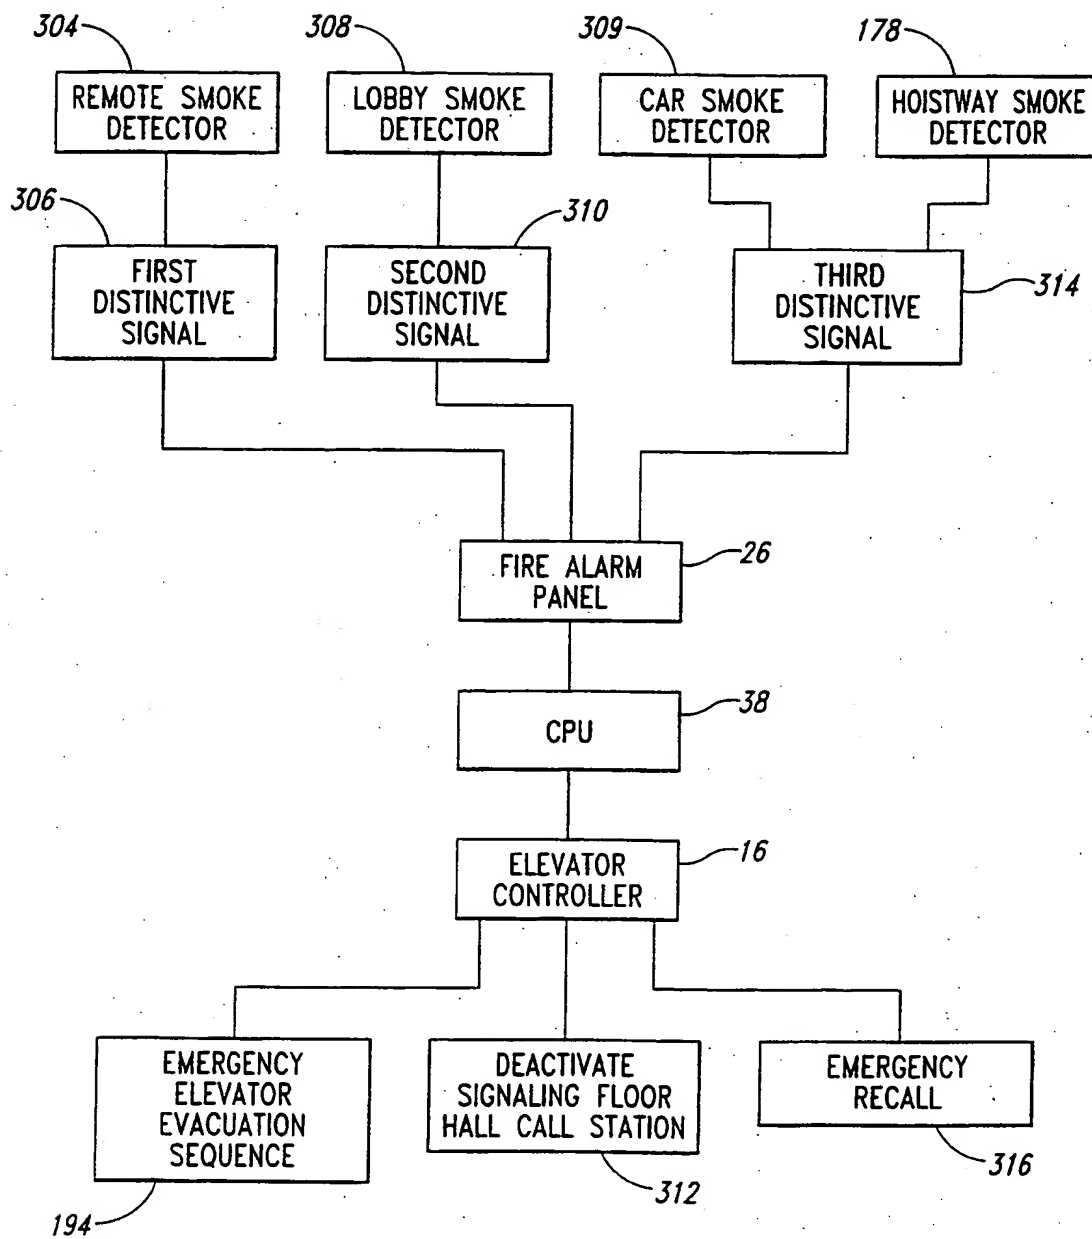 304
308
309
178
REMOTE SMOKE
DETECTOR
LOBBY SMOKE
DETECTOR
CAR SMOKE
DETECTOR
HOISTWAY SMOKE
DETECTOR
306
310
314
FIRST
DISTINCTIVE
SIGNAL
SECOND
DISTINCTIVE
SIGNAL
THIRD
DISTINCTIVE
SIGNAL
FIRE ALARM
PANEL
26
CPU
38
ELEVATOR
CONTROLLER
16
EMERGENCY
ELEVATOR
EVACUATION
SEQUENCE
DEACTIVATE
SIGNALING FLOOR
HALL CALL STATION
EMERGENCY
RECALL
194
312
316